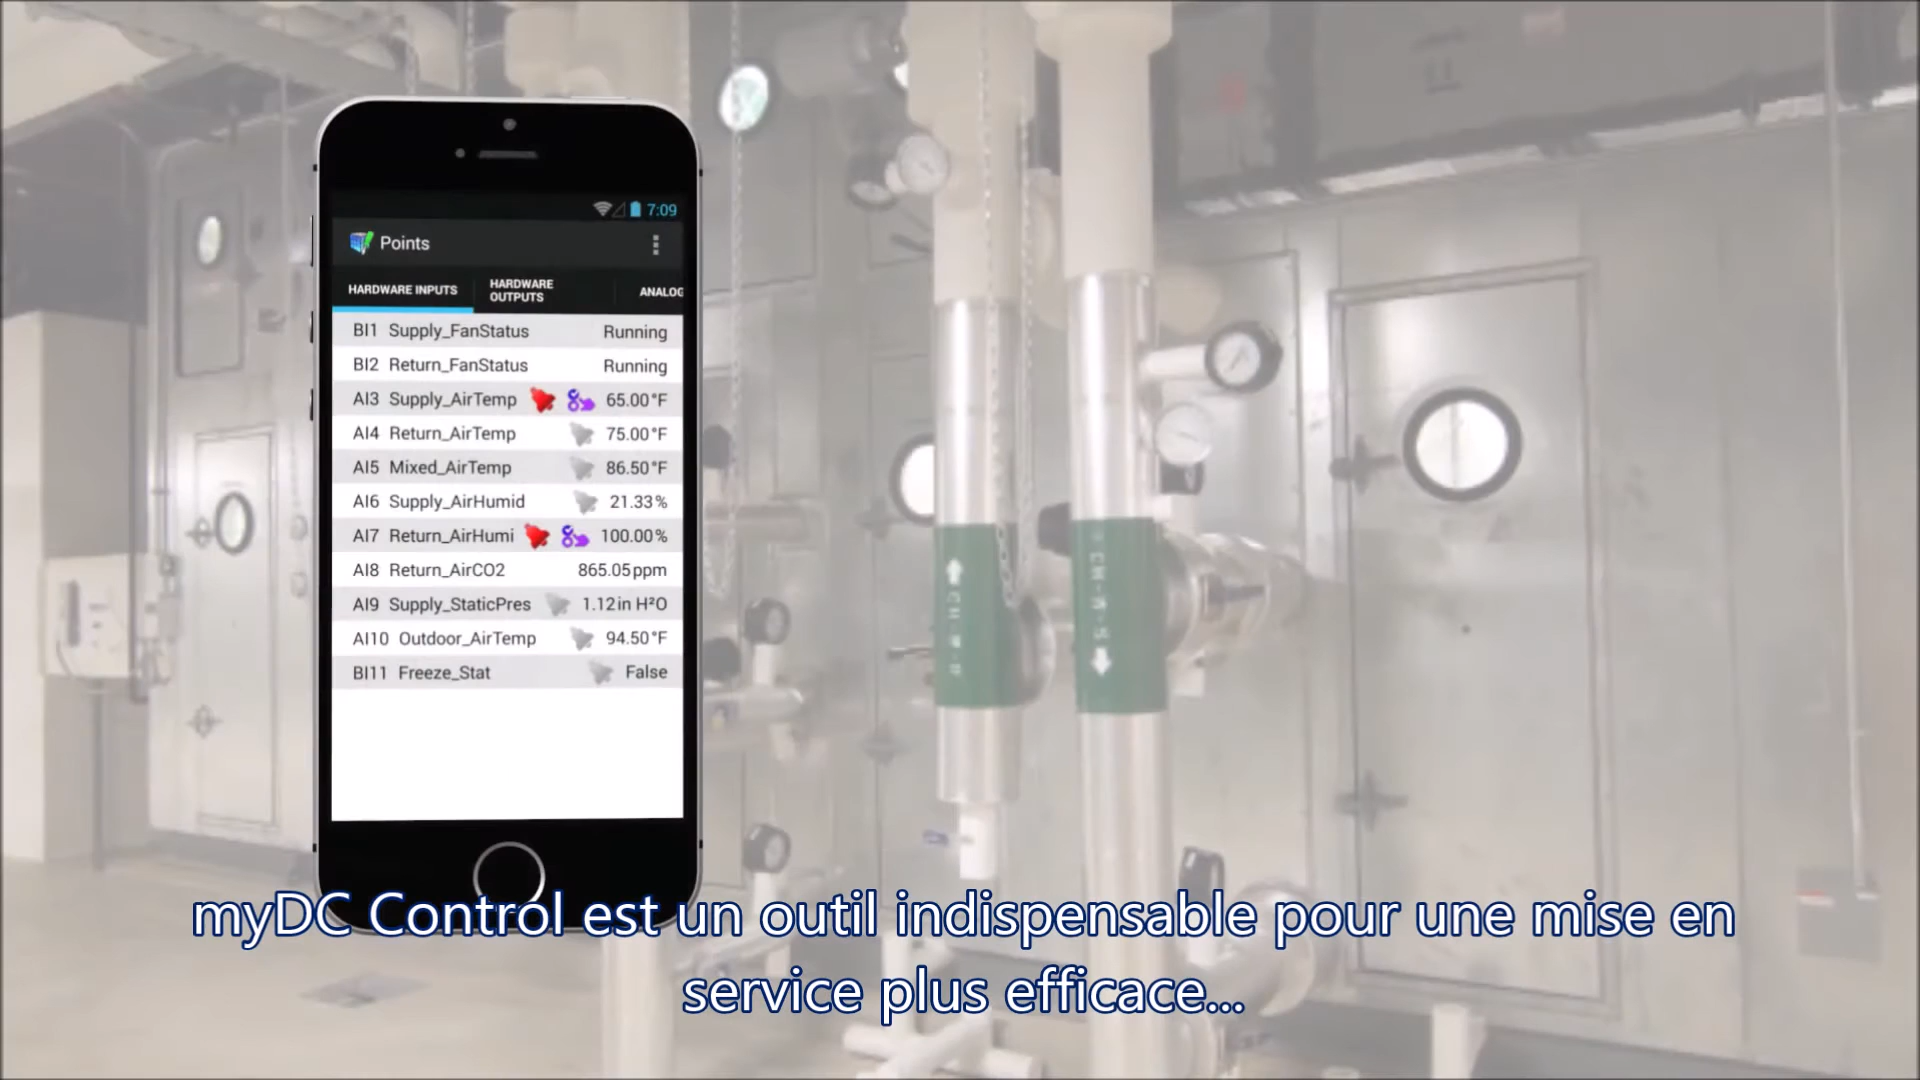 7:09
Points
HARDWARE INPUTS
HARDWARE
OUTPUTS
ANALOG
BI1 Supply_FanStatus Running
BI2 Return_FanStatus Running
AI3 Supply_AirTemp 65.00°F
AI4 Return_AirTemp 75.00°F
AI5 Mixed_AirTemp 86.50°F
AI6 Supply_AirHumid 21.33%
AI7 Return_AirHumi 100.00%
AI8 Return_AirCO2 865.05ppm
AI9 Supply_StaticPres 1.12in H²O
AI10 Outdoor_AirTemp 94.50°F
BI11 Freeze_Stat False
CH-W-S
myDC Control est un outil indispensable pour une mise en
service plus efficace...